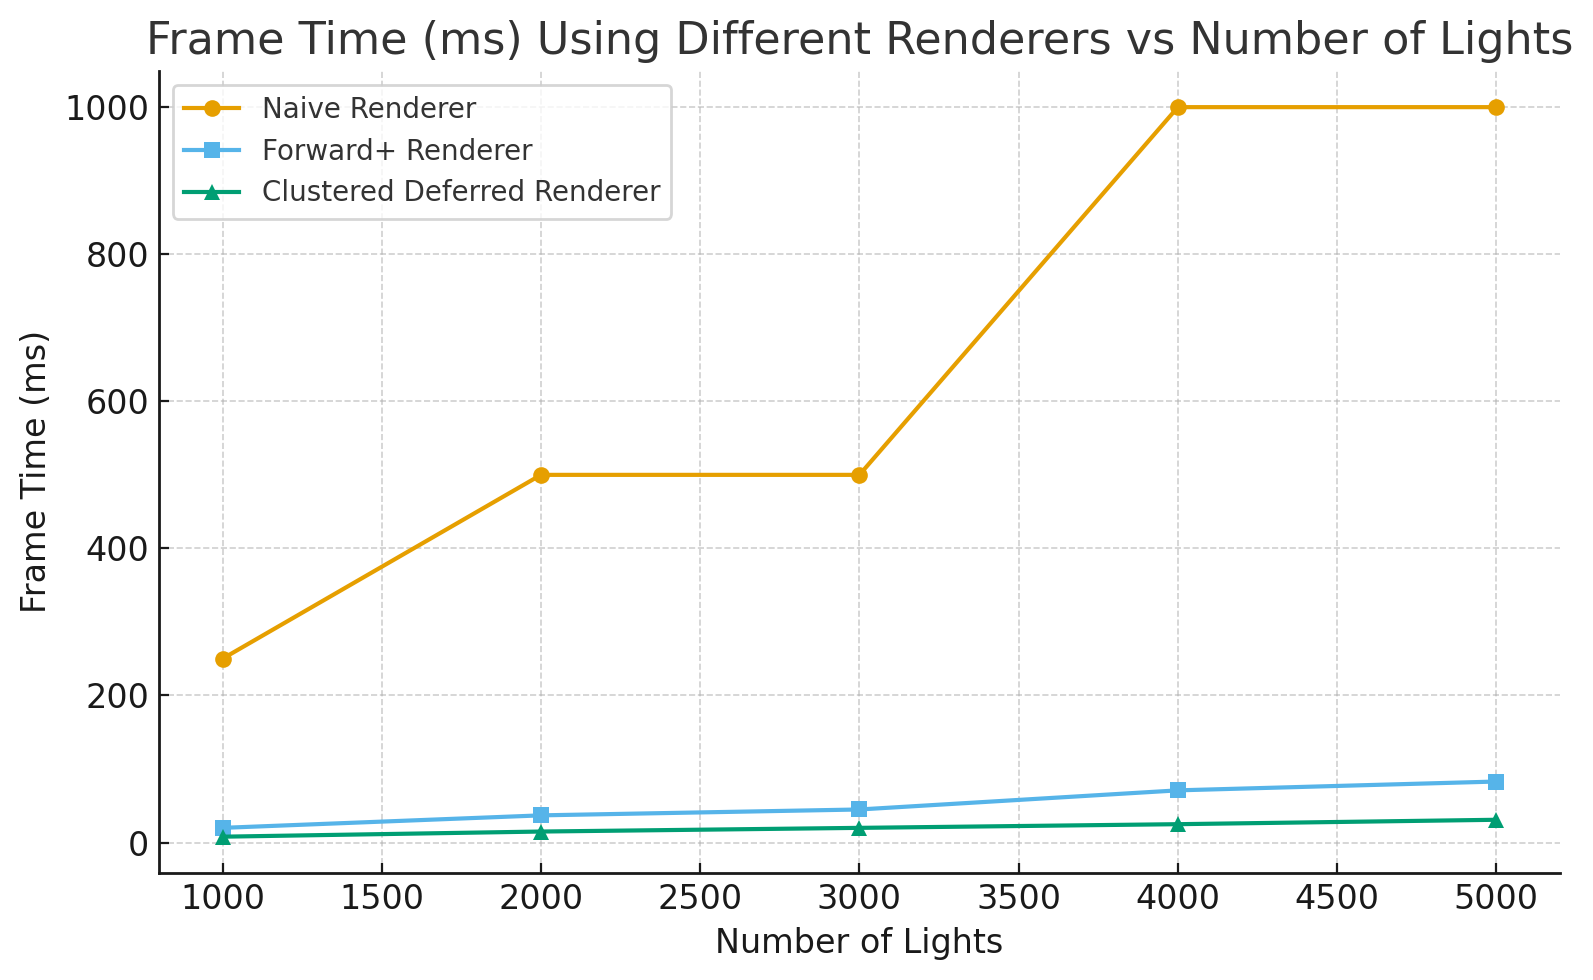 Frame Time (ms) Using Different Renderers vs Number of Lights
Naive Renderer
Forward+ Renderer
Clustered Deferred Renderer
Frame Time (ms)
1000
800
600
400
200
0
1000 1500 2000 2500 3000 3500 4000 4500 5000
Number of Lights